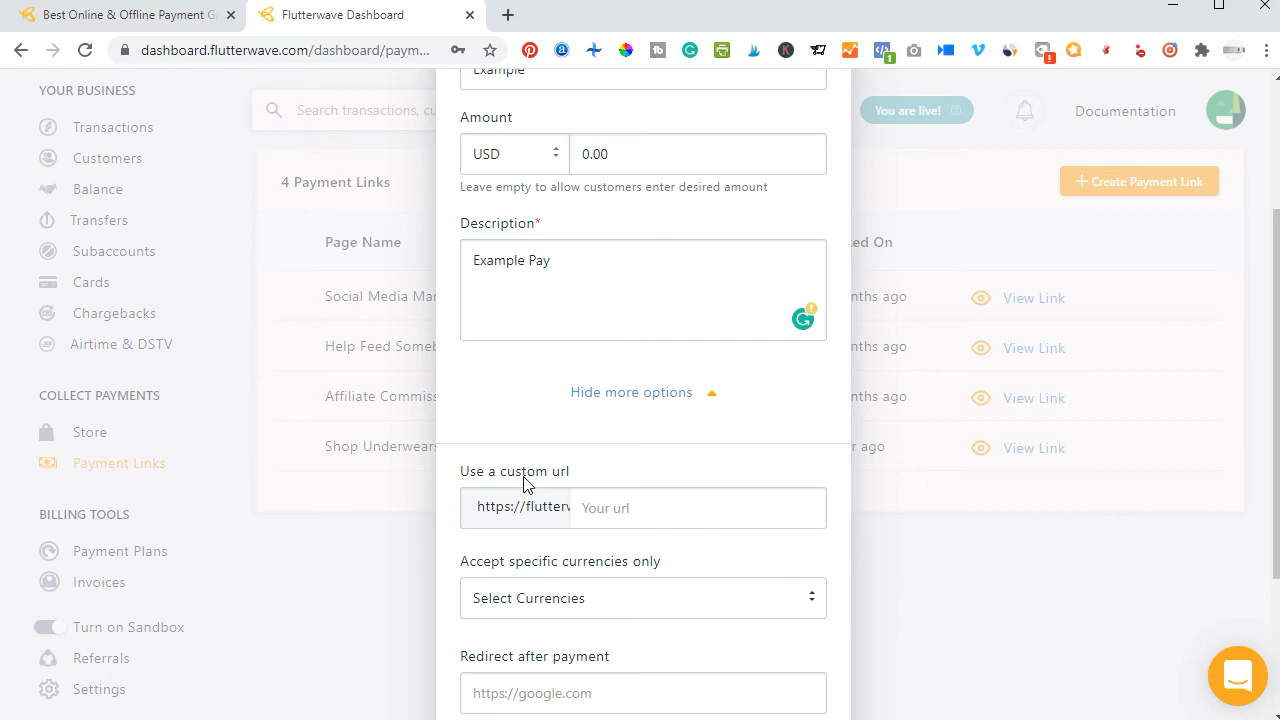 Best Online & Offline Payment G
Flutterwave Dashboard
dashboard.flutterwave.com/dashboard/paym...
YOUR BUSINESS
Transactions
Customers
Balance
Transfers
Subaccounts
Cards
Chargebacks
Airtime & DSTV
COLLECT PAYMENTS
Store
Payment Links
BILLING TOOLS
Payment Plans
Invoices
Turn on Sandbox
Referrals
Settings
Search transactions, cu
You are live!
Documentation
4 Payment Links
+ Create Payment Link
Page Name
ed On
Social Media Mar
nths ago
View Link
Help Feed Someb
nths ago
View Link
Affiliate Commiss
nths ago
View Link
Shop Underwears
r ago
View Link
Example
Amount
USD
0.00
Leave empty to allow customers enter desired amount
Description*
Example Pay
Hide more options
Use a custom url
https://flutterw
Your url
Accept specific currencies only
Select Currencies
Redirect after payment
https://google.com